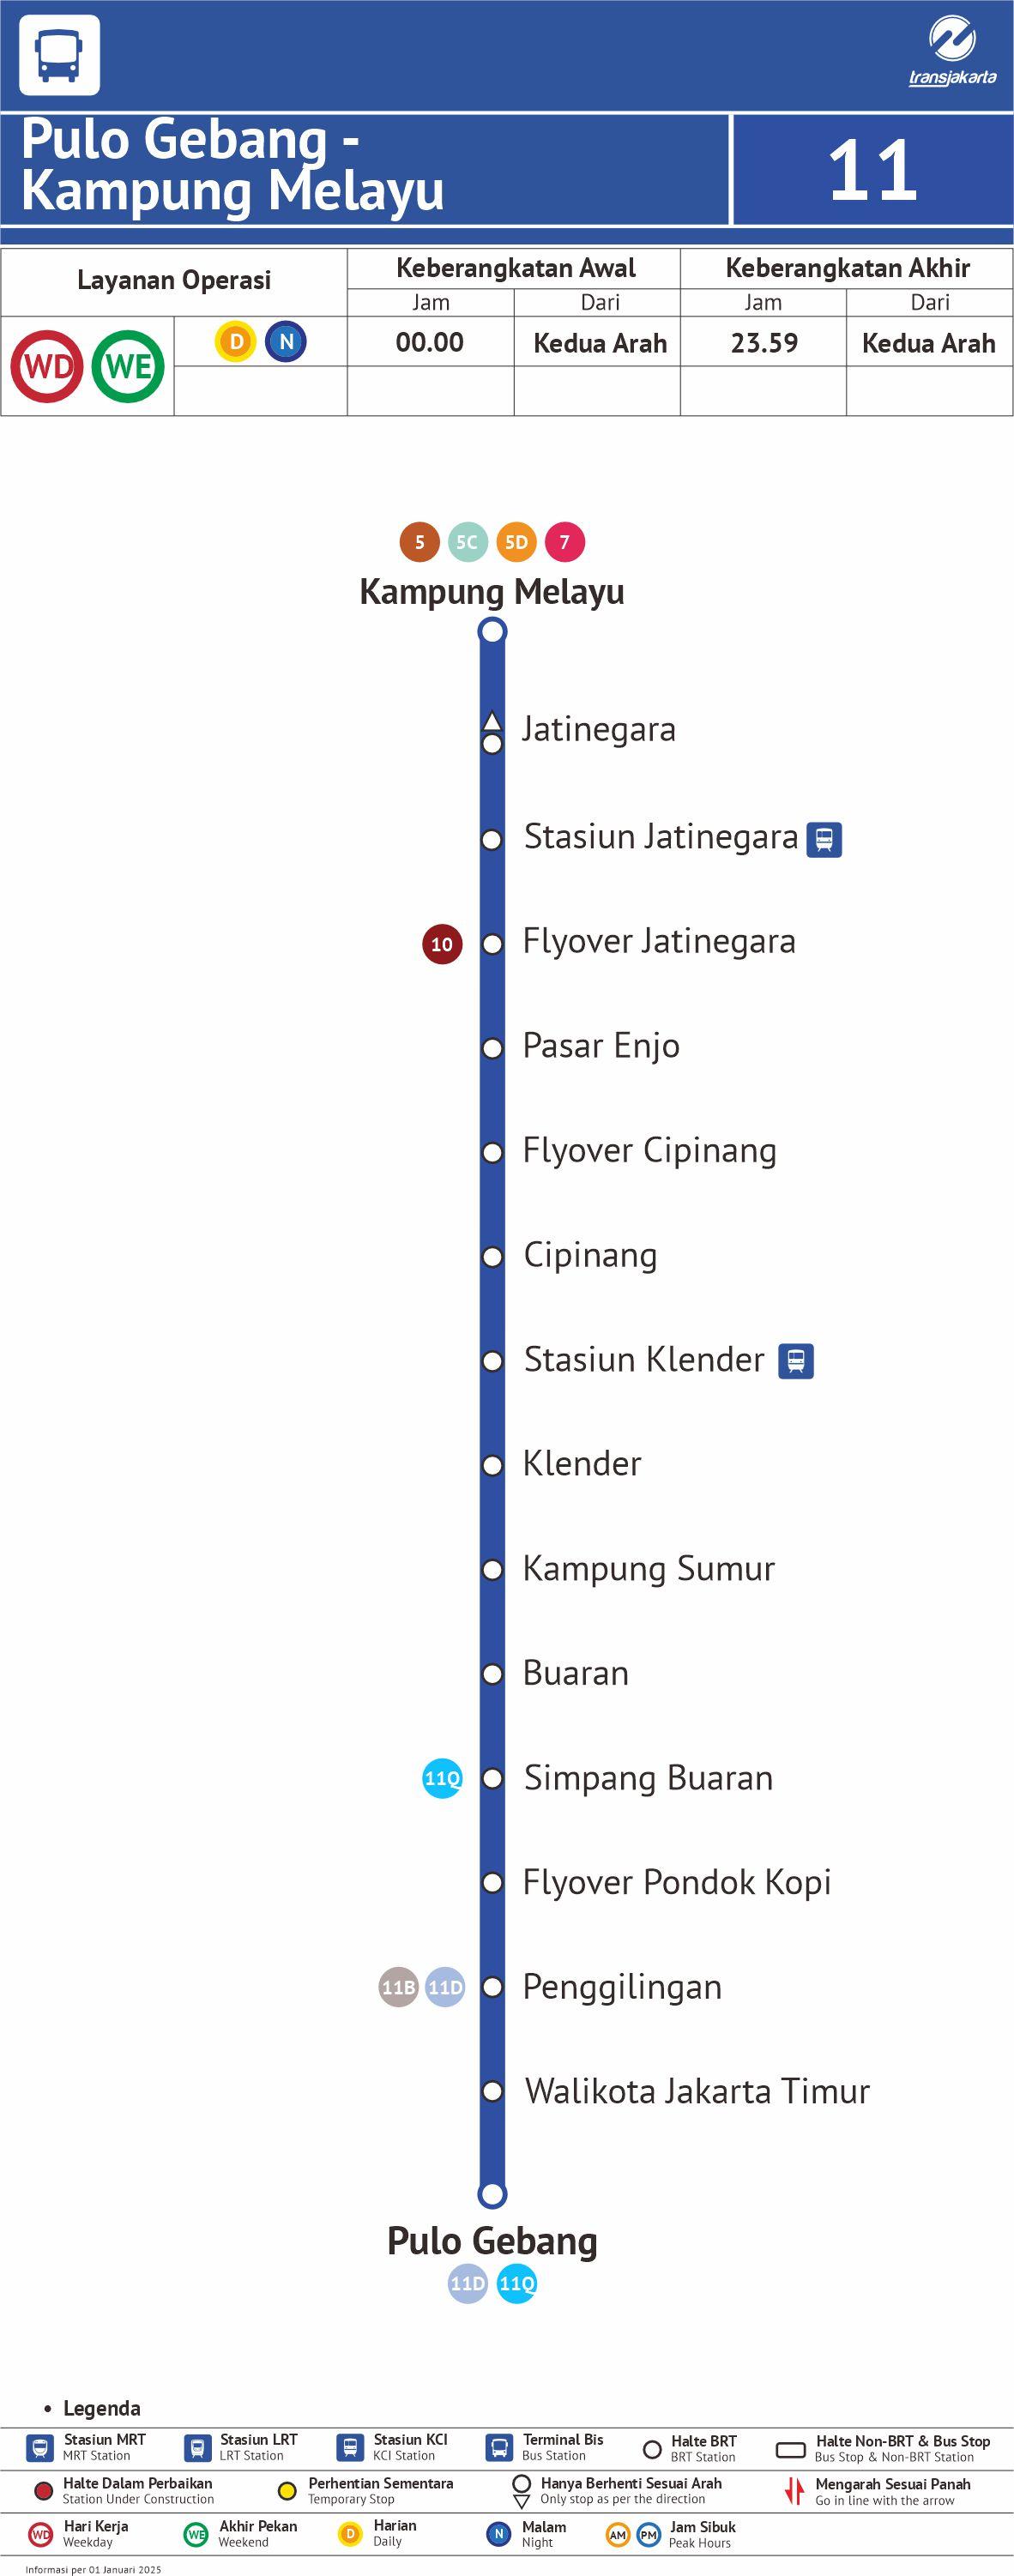 transjakarta
Pulo Gebang -
Kampung Melayu
11
Layanan Operasi
Keberangkatan Awal
Keberangkatan Akhir
Jam
Dari
Jam
Dari
WD WE
D N
00.00
Kedua Arah
23.59
Kedua Arah
5 5C 5D 7
Kampung Melayu
Jatinegara
Stasiun Jatinegara
10 Flyover Jatinegara
Pasar Enjo
Flyover Cipinang
Cipinang
Stasiun Klender
Klender
Kampung Sumur
Buaran
11Q Simpang Buaran
Flyover Pondok Kopi
11B 11D Penggilingan
Walikota Jakarta Timur
Pulo Gebang
11D 11Q
• Legenda
Stasiun MRT
MRT Station
Stasiun LRT
LRT Station
Stasiun KCI
KCI Station
Terminal Bis
Bus Station
Halte BRT
BRT Station
Halte Non-BRT & Bus Stop
Bus Stop & Non-BRT Station
Halte Dalam Perbaikan
Station Under Construction
Perhentian Sementara
Temporary Stop
Hanya Berhenti Sesuai Arah
Only stop as per the direction
Mengarah Sesuai Panah
Go in line with the arrow
WD Hari Kerja
Weekday
WE Akhir Pekan
Weekend
D Harian
Daily
N Malam
Night
AM PM Jam Sibuk
Peak Hours
Informasi per 01 Januari 2025